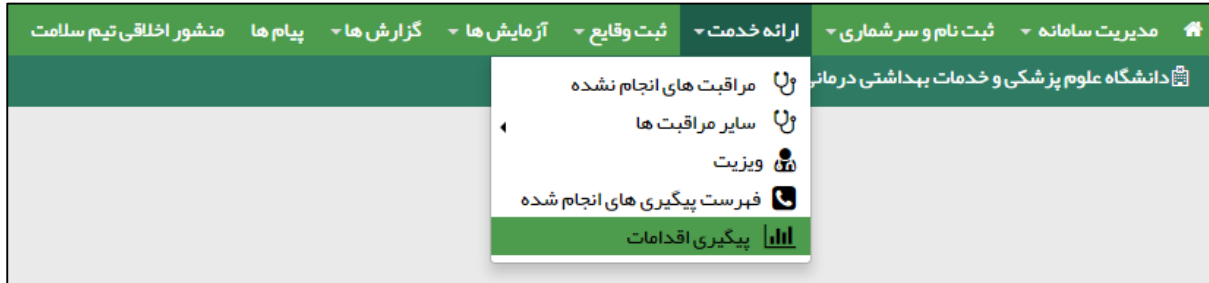 مدیریت سامانه ثبت نام و سرشماری ارائه خدمت ثبت وقایع آزمایش ها گزارش ها پیام ها منشور اخلاقی تیم سلامت
دانشگاه علوم پزشکی و خدمات بهداشتی
مراقبت های انجام نشده
سایر مراقبت ها
ویزیت
فهرست پیگیری های انجام شده
پیگیری اقدامات